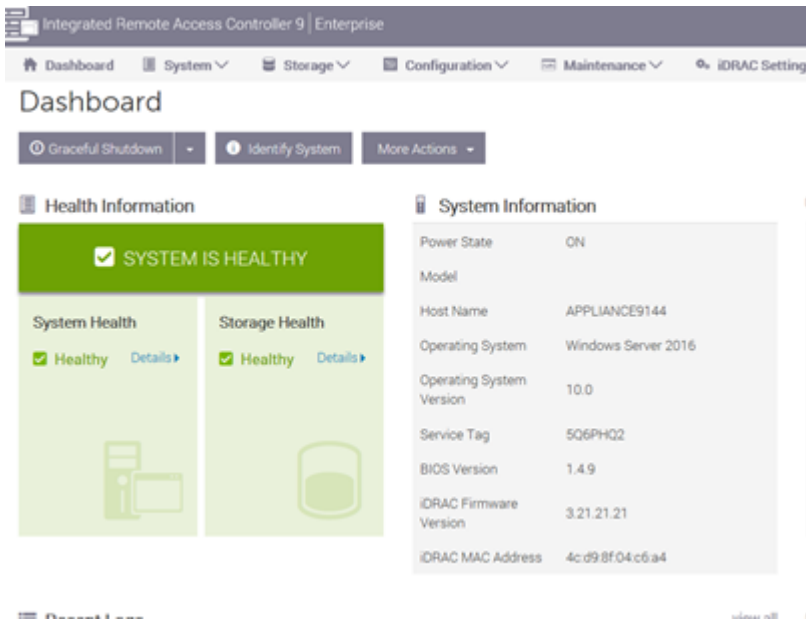 Integrated Remote Access Controller 9 | Enterprise
Dashboard System Storage Configuration Maintenance iDRAC Setting
Dashboard
Graceful Shutdown Identify System More Actions
Health Information
SYSTEM IS HEALTHY
System Health
Healthy Details
Storage Health
Healthy Details
System Information
Power State ON
Model
Host Name APPLIANCE9144
Operating System Windows Server 2016
Operating System
Version 10.0
Service Tag 5Q6PHQ2
BIOS Version 1.4.9
iDRAC Firmware
Version 3.21.21.21
iDRAC MAC Address 4c:d9:8f:04:c6:a4
Recent Logs view all